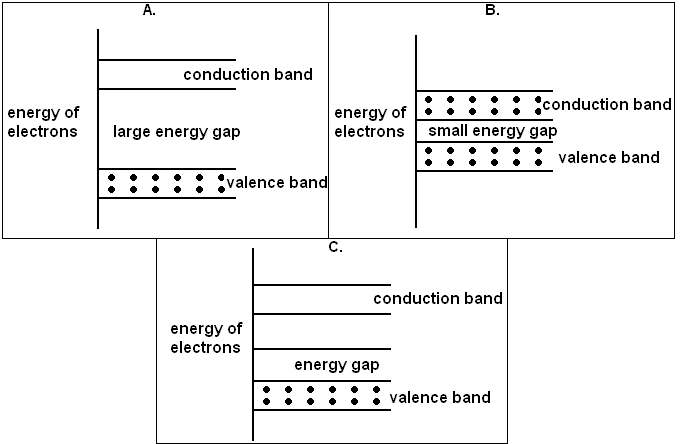 A.
conduction band
energy of
electrons
large energy gap
valence band
B.
conduction band
energy of
electrons
small energy gap
valence band
C.
conduction band
energy of
electrons
energy gap
valence band